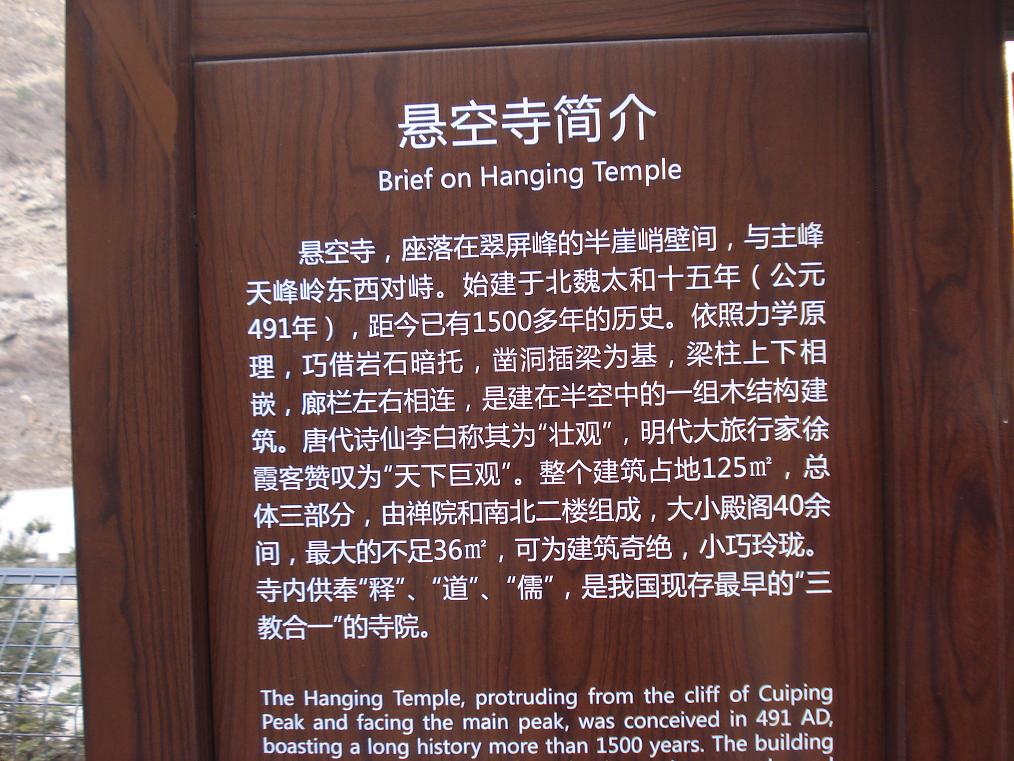 悬空寺简介
Brief on Hanging Temple
悬空寺，座落在翠屏峰的半崖峭壁间，与主峰
天峰岭东西对峙。始建于北魏太和十五年（公元
491年），距今已有1500多年的历史。依照力学原
理，巧借岩石暗托，凿洞插梁为基，梁柱上下相
嵌，廊栏左右相连，是建在半空中的一组木结构建
筑。唐代诗仙李白称其为“壮观”，明代大旅行家徐
霞客赞叹为“天下巨观”。整个建筑占地125㎡，总
体三部分，由禅院和南北二楼组成，大小殿阁40余
间，最大的不足36㎡，可为建筑奇绝，小巧玲珑。
寺内供奉“释”、“道”、“儒”，是我国现存最早的“三
教合一”的寺院。
The Hanging Temple, protruding from the cliff of Cuiping
Peak and facing the main peak, was conceived in 491 AD,
boasting a long history more than 1500 years. The building